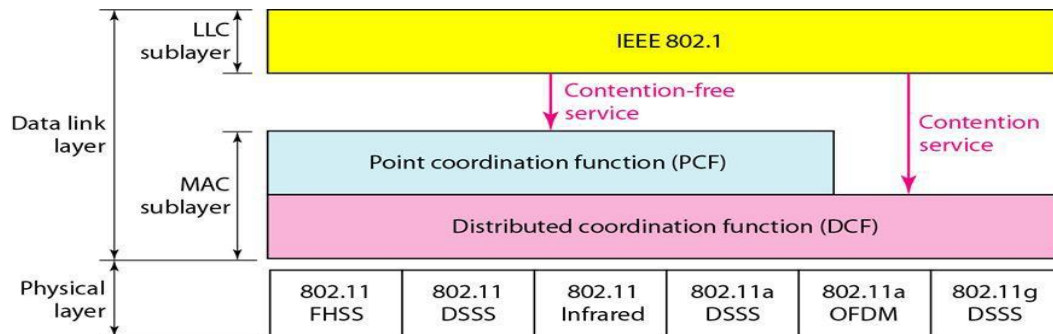 LLC
sublayer
IEEE 802.1
Contention-free
service
Contention
service
Data link
layer
MAC
sublayer
Point coordination function (PCF)
Distributed coordination function (DCF)
Physical
layer
802.11
FHSS
802.11
DSSS
802.11
Infrared
802.11a
DSSS
802.11a
OFDM
802.11g
DSSS